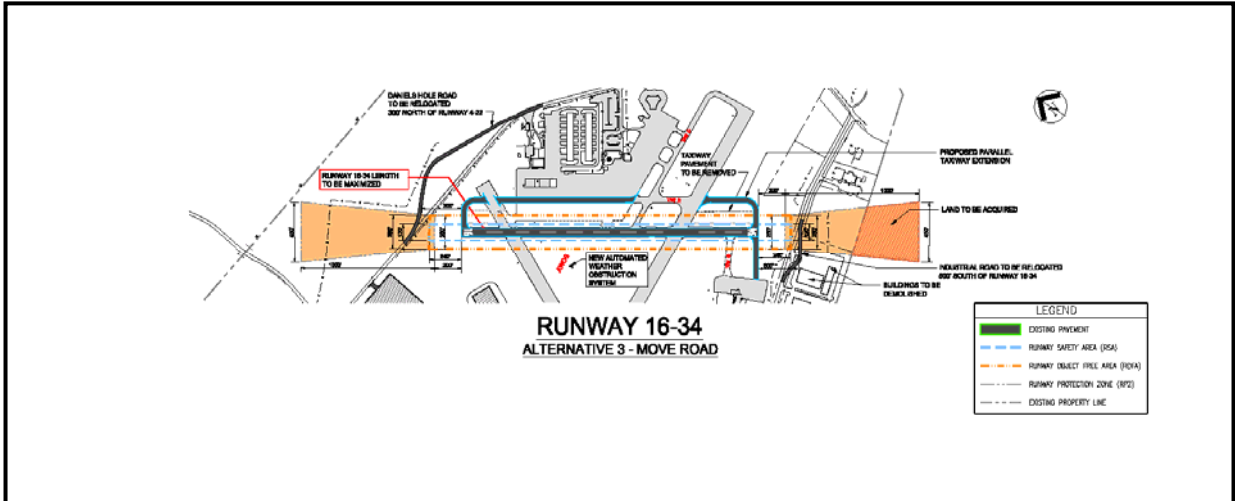 DANIELS HOLE ROAD
TO BE RELOCATED
300' NORTH OF RUNWAY 4-22
RUNWAY 16-34 LENGTH
TO BE MAXIMIZED
TAXIWAY
PAVEMENT
TO BE REMOVED
PROPOSED PARALLEL
TAXIWAY EXTENSION
LAND TO BE ACQUIRED
NEW AUTOMATED
WEATHER
OBSTRUCTION
SYSTEM
INDUSTRIAL ROAD TO BE RELOCATED
SOUTH OF RUNWAY 16-34
BUILDINGS TO BE
DEMOLISHED
RUNWAY 16-34
ALTERNATIVE 3 - MOVE ROAD
LEGEND
EXISTING PAVEMENT
RUNWAY SAFETY AREA (RSA)
RUNWAY OBJECT FREE AREA (ROFA)
RUNWAY PROTECTION ZONE (RPZ)
EXISTING PROPERTY LINE